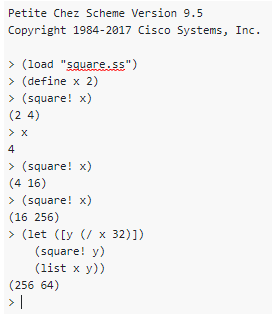 Petite Chez Scheme Version 9.5
Copyright 1984-2017 Cisco Systems, Inc.
> (load "square.ss")
> (define x 2)
> (square! x)
(2 4)
> x
4
> (square! x)
(4 16)
> (square! x)
(16 256)
> (let ([y (/ x 32)])
(square! y)
(list x y))
(256 64)
>